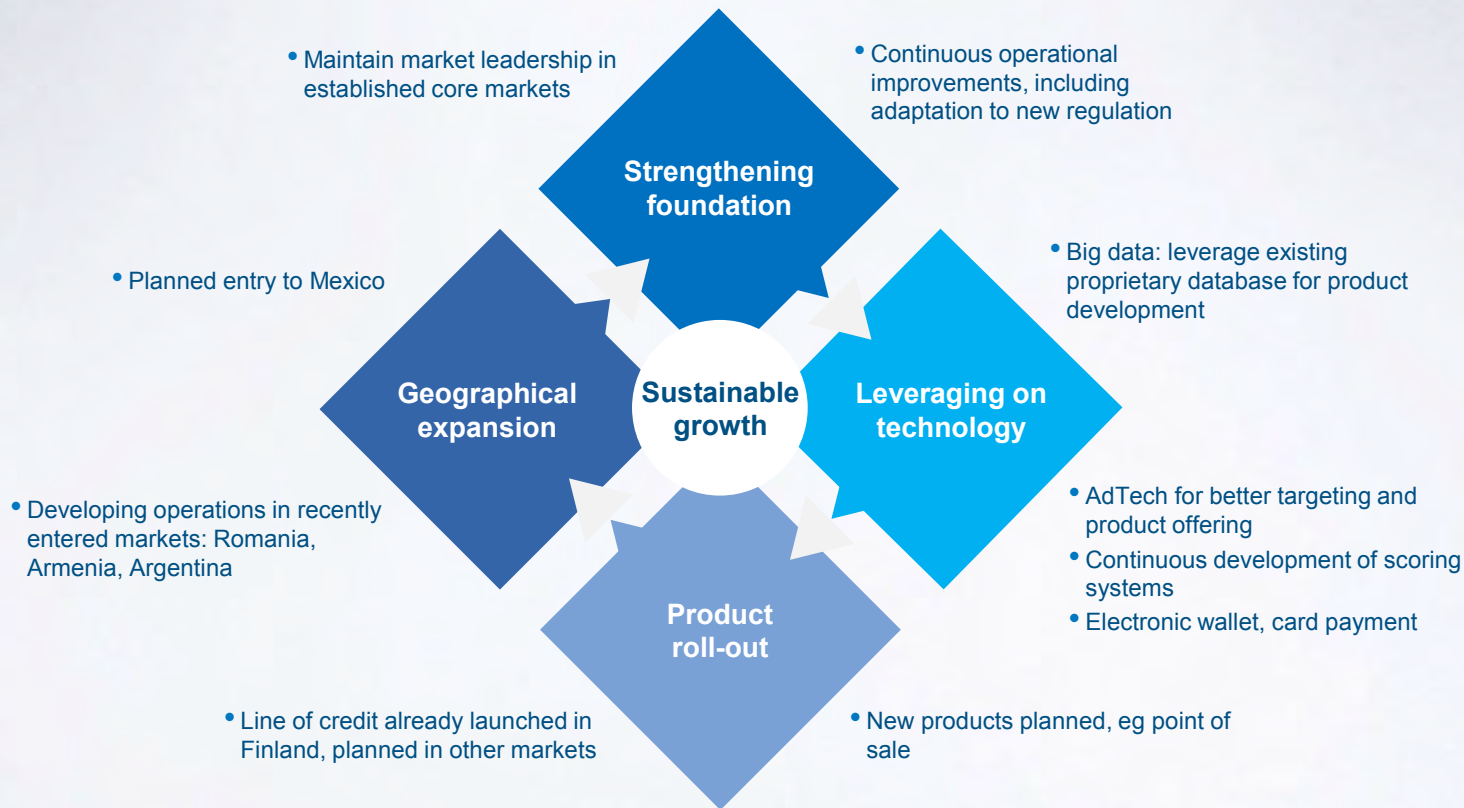 • Maintain market leadership in
established core markets
• Continuous operational
improvements, including
adaptation to new regulation
Strengthening
foundation
• Planned entry to Mexico
• Big data: leverage existing
proprietary database for product
development
Geographical
expansion
Sustainable
growth
Leveraging on
technology
• Developing operations in recently
entered markets: Romania,
Armenia, Argentina
• AdTech for better targeting and
product offering
• Continuous development of scoring
systems
• Electronic wallet, card payment
Product
roll-out
• Line of credit already launched in
Finland, planned in other markets
• New products planned, eg point of
sale